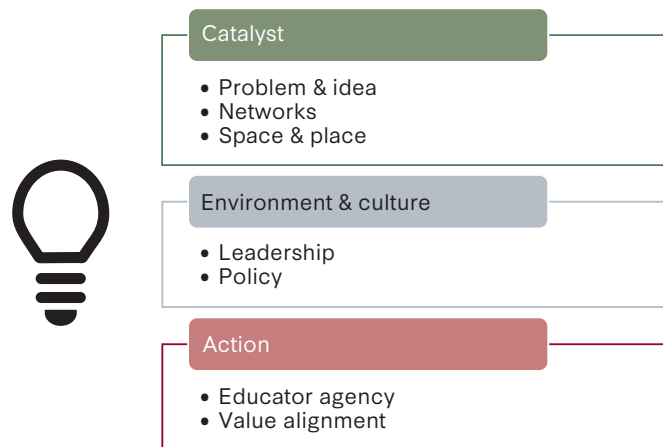 Catalyst
• Problem & idea
• Networks
• Space & place
Environment & culture
• Leadership
• Policy
Action
• Educator agency
• Value alignment